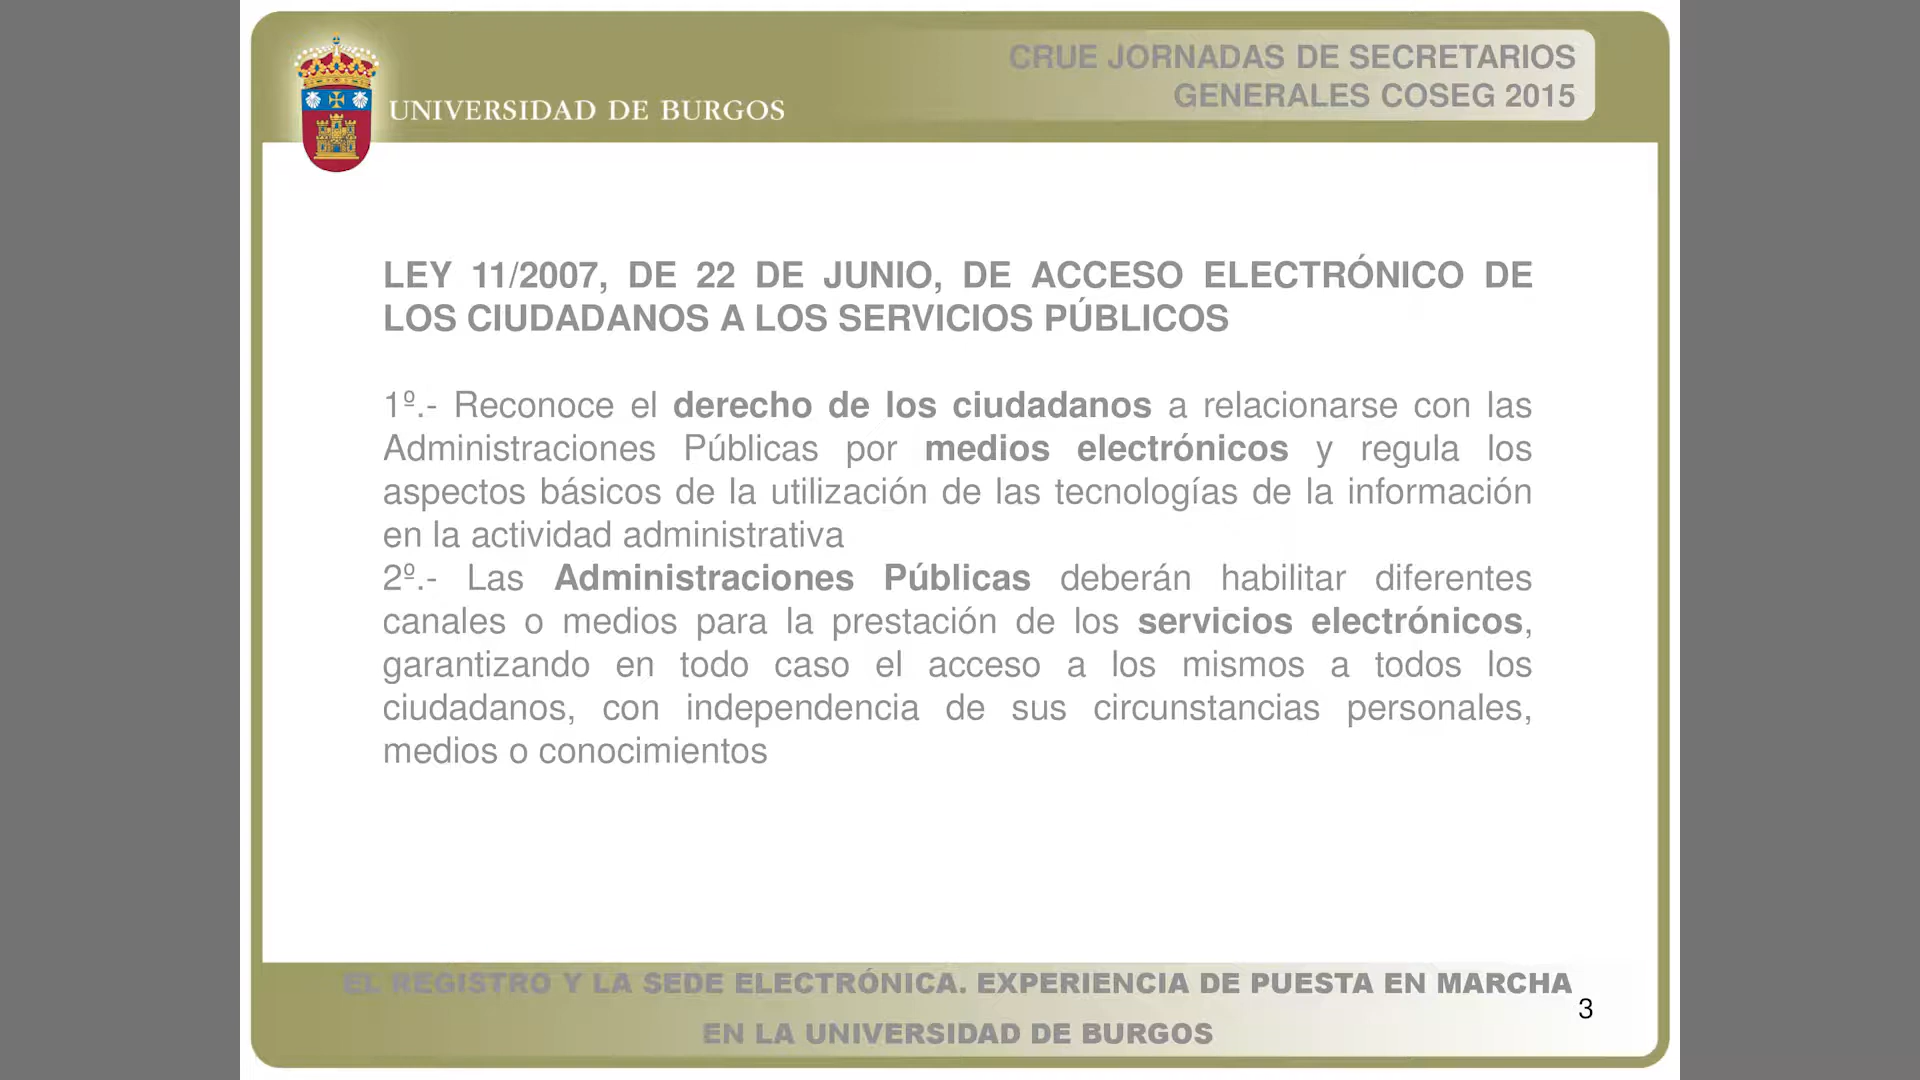 CRUE JORNADAS DE SECRETARIOS
GENERALES COSEG 2015
UNIVERSIDAD DE BURGOS
LEY 11/2007, DE 22 DE JUNIO, DE ACCESO ELECTRÓNICO DE
LOS CIUDADANOS A LOS SERVICIOS PÚBLICOS
1º.- Reconoce el derecho de los ciudadanos a relacionarse con las
Administraciones Públicas por medios electrónicos y regula los
aspectos básicos de la utilización de las tecnologías de la información
en la actividad administrativa
2º.- Las Administraciones Públicas deberán habilitar diferentes
canales o medios para la prestación de los servicios electrónicos,
garantizando en todo caso el acceso a los mismos a todos los
ciudadanos, con independencia de sus circunstancias personales,
medios o conocimientos
EL REGISTRO Y LA SEDE ELECTRÓNICA. EXPERIENCIA DE PUESTA EN MARCHA
EN LA UNIVERSIDAD DE BURGOS
3